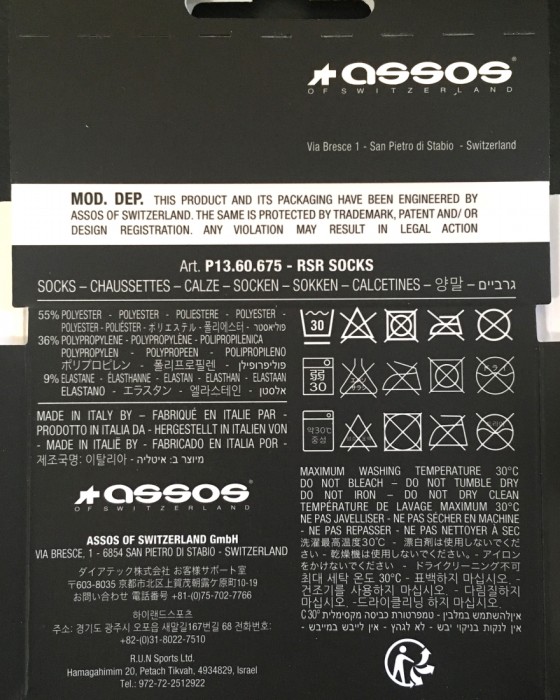 assos
OF SWITZERLAND
Via Bresce 1 - San Pietro di Stabio - Switzerland
MOD. DEP. THIS PRODUCT AND ITS PACKAGING HAVE BEEN ENGINEERED BY
ASSOS OF SWITZERLAND. THE SAME IS PROTECTED BY TRADEMARK, PATENT AND/ OR
DESIGN REGISTRATION. ANY VIOLATION MAY RESULT IN LEGAL ACTION
Art. P13.60.675 - RSR SOCKS
SOCKS – CHAUSSETTES – CALZE – SOCKEN – SOKKEN – CALCETINES – 양말 – גרביים
55% POLYESTER - POLYESTER - POLIESTERE - POLYESTER -
POLYESTER - POLIÉSTER - ポリエステル - 폴리에스터 - פוליאסטר
36% POLYPROPYLENE - POLYPROPYLÈNE - POLIPROPILENICA
POLYPROPYLEN - POLYPROPEEN - POLIPROPILENO
ポリプロピレン - 폴리프로필렌 - פוליפרופילין
9% ELASTANE - ÉLASTHANNE - ELASTAN - ELASTHAN - ELASTAAN
ELASTANO - エラスタン - 엘라스테인 - אלסטן
30
30
약30℃
중성
MADE IN ITALY BY – FABRIQUÉ EN ITALIE PAR -
PRODOTTO IN ITALIA DA - HERGESTELLT IN ITALIEN VON
- MADE IN ITALIË BY - FABRICADO EN ITALIA POR -
제조국명: 이탈리아 - מיוצר ב: איטליה
assos
OF SWITZERLAND
ASSOS OF SWITZERLAND GmbH
VIA BRESCE, 1 - 6854 SAN PIETRO DI STABIO - SWITZERLAND
ダイアテック株式会社 お客様サポート室
〒603-8035 京都市北区上賀茂朝露ケ原町10-19
お問い合わせ 電話番号 +81-(0)75-702-7766
하이랜드스포츠
주소: 경기도 광주시 오포읍 새말길167번길 68 전화번호:
+82-(0)31-8022-7510
R.U.N Sports Ltd.
Hamagahimim 20, Petach Tikvah, 4934829, Israel
Tel.: 972-72-2512922
MAXIMUM WASHING TEMPERATURE 30°C
DO NOT BLEACH – DO NOT TUMBLE DRY
DO NOT IRON – DO NOT DRY CLEAN
TEMPÉRATURE DE LAVAGE MAXIMUM 30°C
NE PAS JAVELLISER - NE PAS SÉCHER EN MACHINE
- NE PAS REPASSER - NE PAS NETTOYER À SEC
洗濯最高温度30℃ - 漂白剤は使用しないでくだ
さい - 乾燥機は使用しないでください。- アイロン
をかけないでください - ドライクリーニング不可
최대 세탁 온도 30°C - 표백하지 마십시오. -
건조기를 사용하지 마십시오. - 다림질하지
마십시오. -드라이클리닝 하지 마십시오.